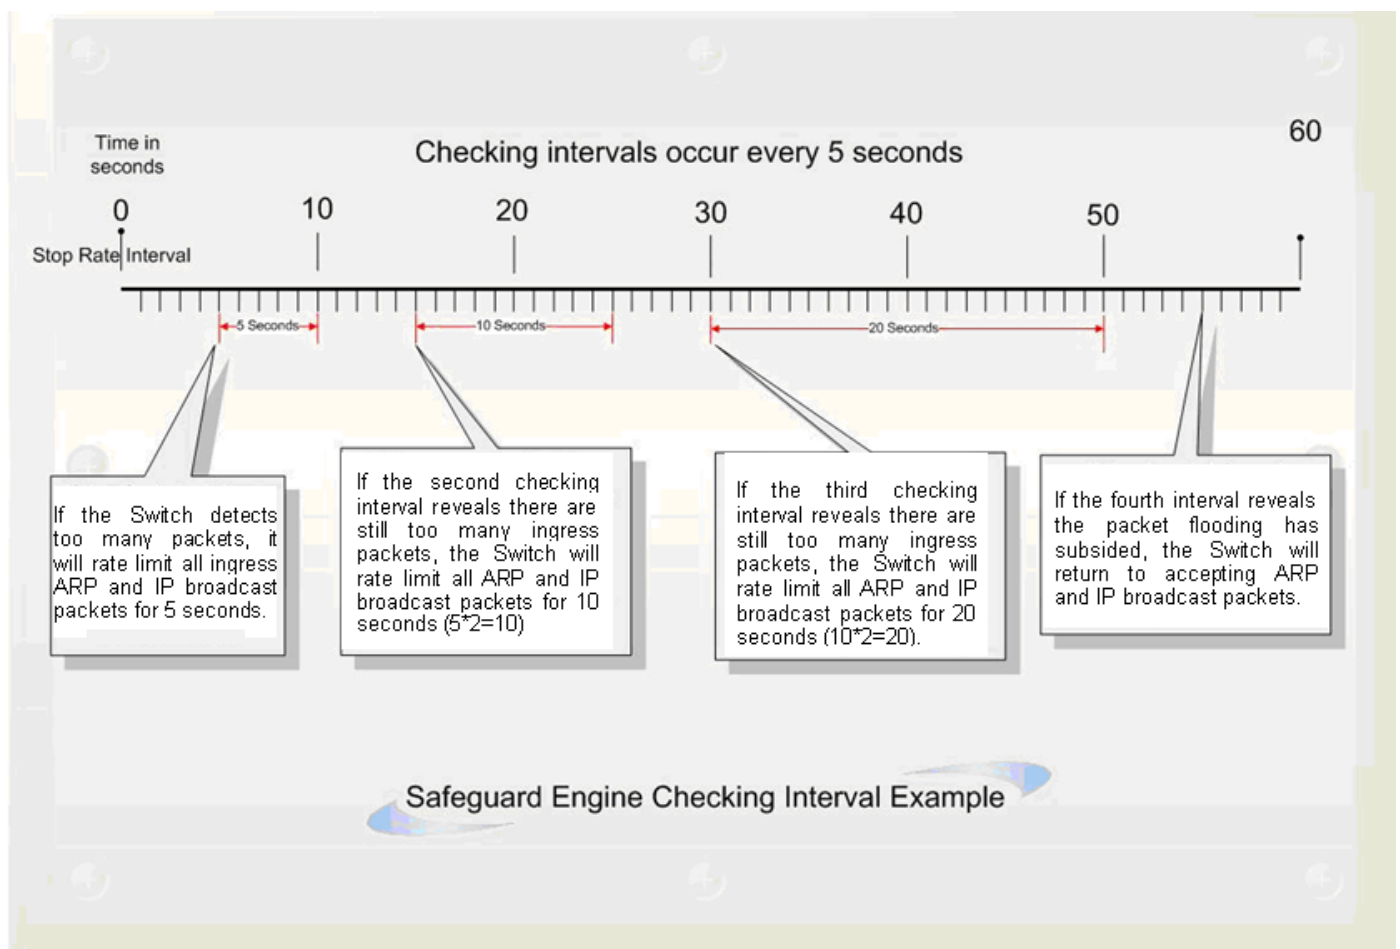 Time in
seconds
Checking intervals occur every 5 seconds
60
0
10
20
30
40
50
Stop Rate Interval
5 Seconds
10 Seconds
20 Seconds
If the Switch detects
too many packets, it
will rate limit all ingress
ARP and IP broadcast
packets for 5 seconds.
If the second checking
interval reveals there are
still too many ingress
packets, the Switch will
rate limit all ARP and IP
broadcast packets for 10
seconds (5*2=10)
If the third checking
interval reveals there are
still too many ingress
packets, the Switch will
rate limit all ARP and IP
broadcast packets for 20
seconds (10*2=20).
If the fourth interval reveals
the packet flooding has
subsided, the Switch will
return to accepting ARP
and IP broadcast packets.
Safeguard Engine Checking Interval Example